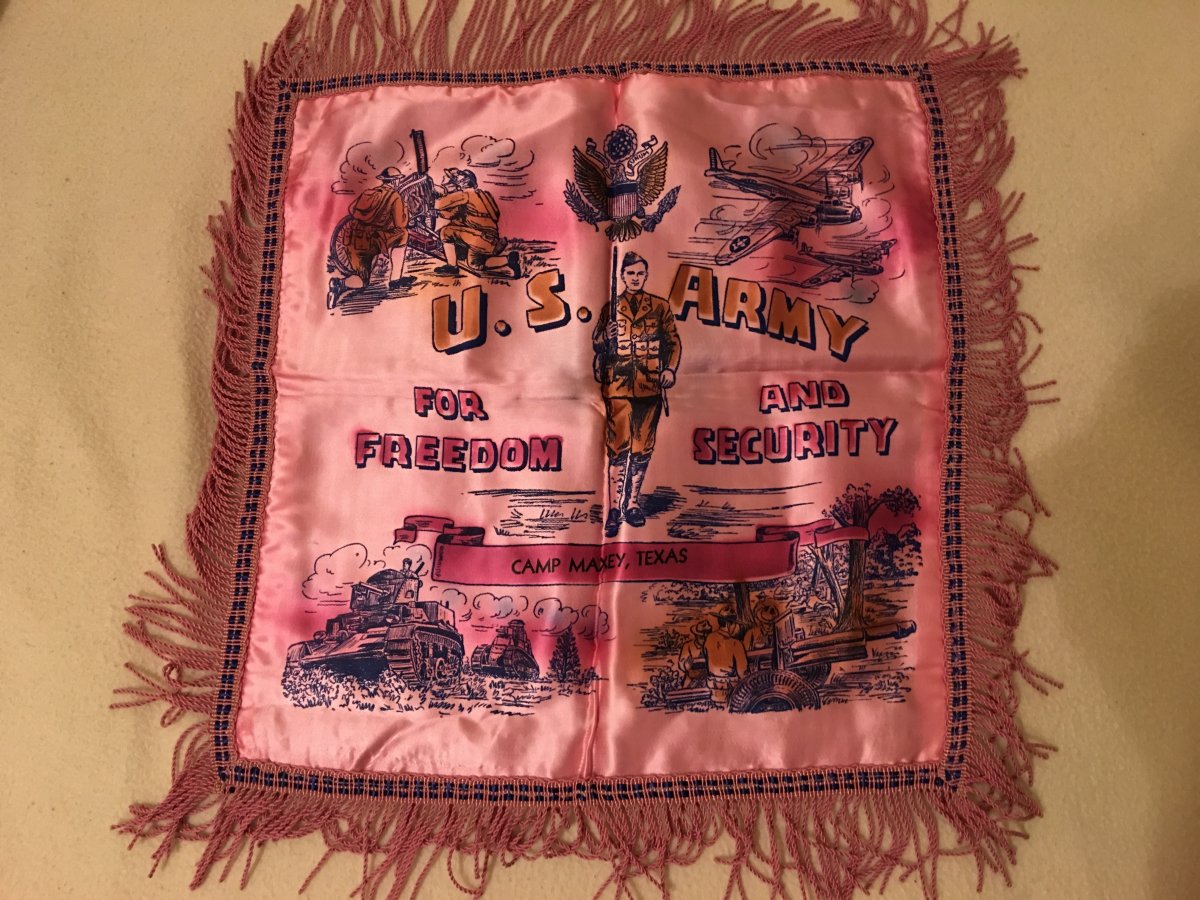 U.S. ARMY
FOR FREEDOM
AND SECURITY
CAMP MAXEY, TEXAS